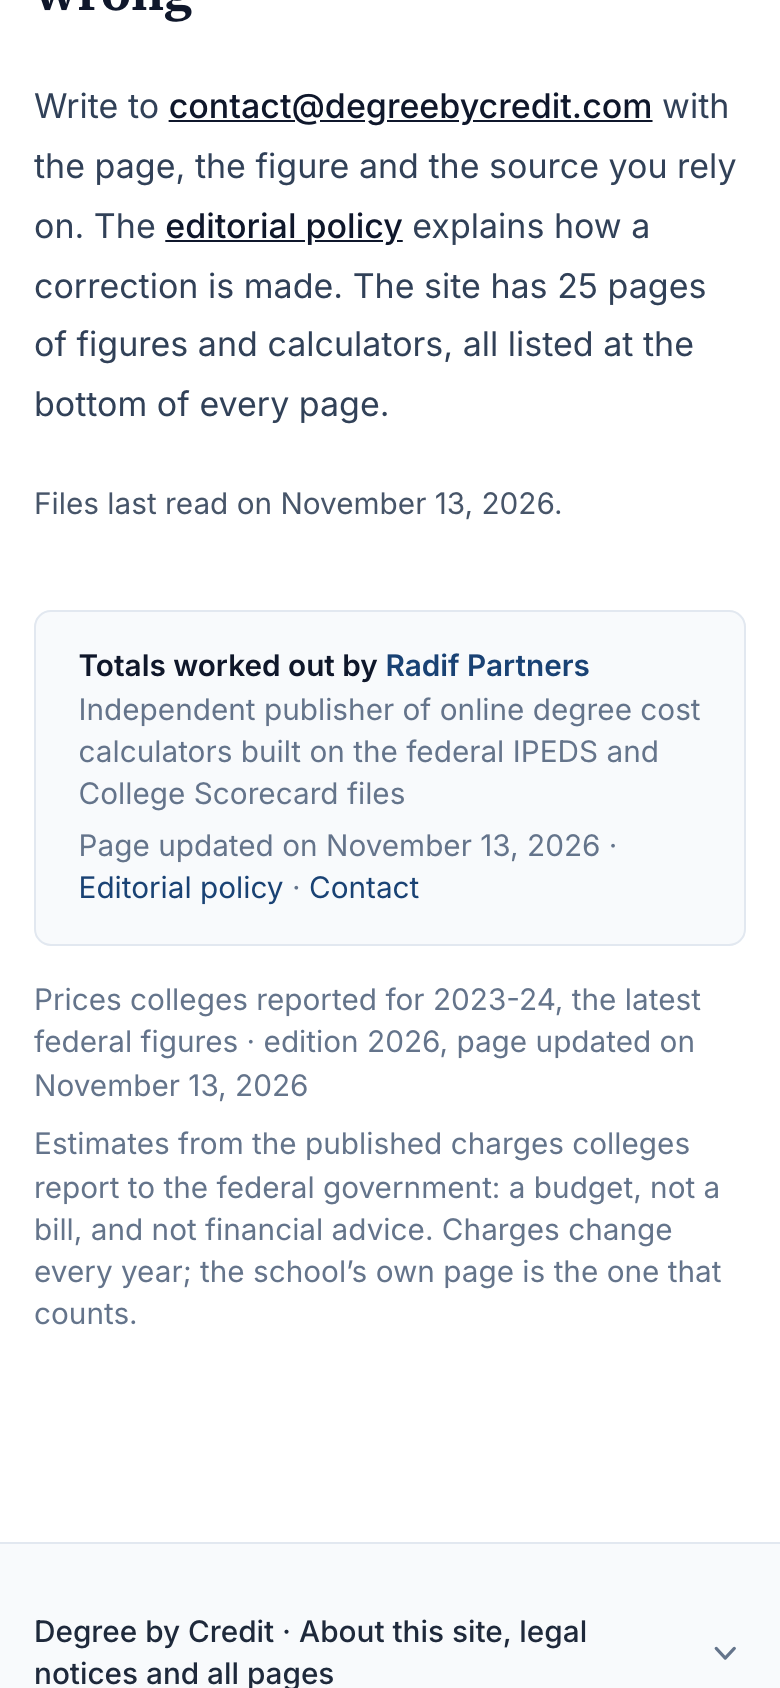 wrong
Write to contact@degreebycredit.com with
the page, the figure and the source you rely
on. The editorial policy explains how a
correction is made. The site has 25 pages
of figures and calculators, all listed at the
bottom of every page.
Files last read on November 13, 2026.
Totals worked out by Radif Partners
Independent publisher of online degree cost
calculators built on the federal IPEDS and
College Scorecard files
Page updated on November 13, 2026 ·
Editorial policy · Contact
Prices colleges reported for 2023-24, the latest
federal figures · edition 2026, page updated on
November 13, 2026
Estimates from the published charges colleges
report to the federal government: a budget, not a
bill, and not financial advice. Charges change
every year; the school’s own page is the one that
counts.
Degree by Credit · About this site, legal
notices and all pages